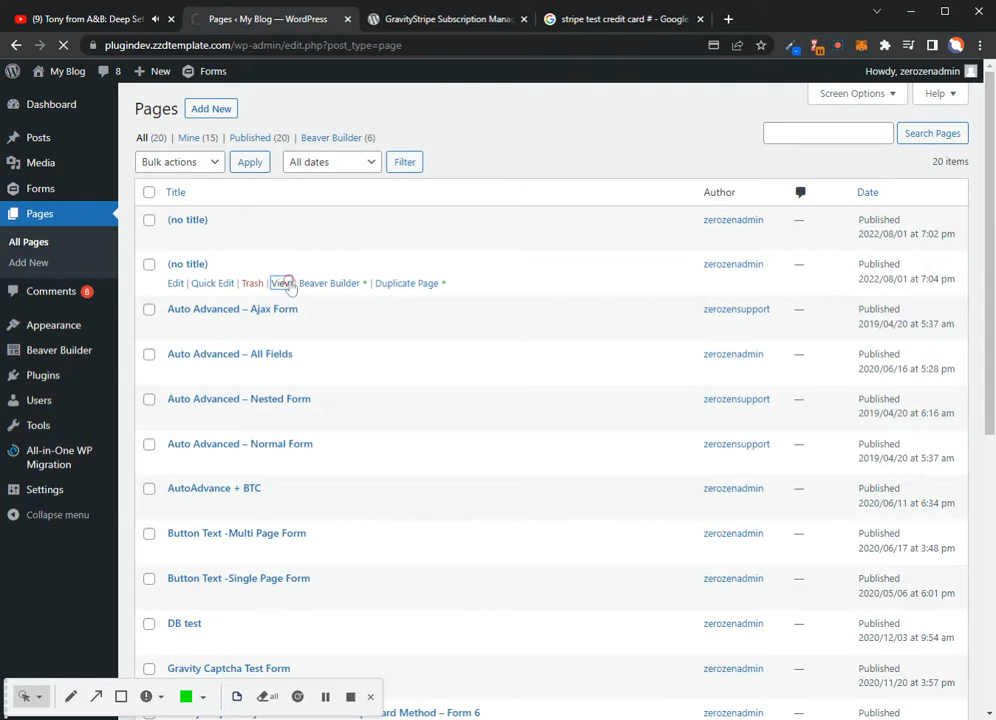 (9) Tony from A&B: Deep Se
Pages ‹ My Blog — WordPress
GravityStripe Subscription Mana
stripe test credit card # - Google
plugindev.zzdtemplate.com/wp-admin/edit.php?post_type=page
My Blog
8
New
Forms
Howdy, zerozenadmin
Dashboard
Posts
Media
Forms
Pages
All Pages
Add New
Comments 8
Appearance
Beaver Builder
Plugins
Users
Tools
All-in-One WP
Migration
Settings
Collapse menu
Pages
Add New
Screen Options
Help
All (20) | Mine (15) | Published (20) | Beaver Builder (6)
Search Pages
Bulk actions
Apply
All dates
Filter
20 items
Title
Author
Date
(no title)
zerozenadmin
—
Published
2022/08/01 at 7:02 pm
(no title)
zerozenadmin
—
Published
2022/08/01 at 7:04 pm
Edit | Quick Edit | Trash | View | Beaver Builder • | Duplicate Page •
Auto Advanced – Ajax Form
zerozensupport
—
Published
2019/04/20 at 5:37 am
Auto Advanced – All Fields
zerozenadmin
—
Published
2020/06/16 at 5:28 pm
Auto Advanced – Nested Form
zerozensupport
—
Published
2019/04/20 at 6:16 am
Auto Advanced – Normal Form
zerozensupport
—
Published
2019/04/20 at 5:37 am
AutoAdvance + BTC
zerozenadmin
—
Published
2020/06/11 at 6:34 pm
Button Text -Multi Page Form
zerozenadmin
—
Published
2020/06/17 at 3:48 pm
Button Text -Single Page Form
zerozenadmin
—
Published
2020/05/06 at 6:01 pm
DB test
zerozenadmin
—
Published
2020/12/03 at 9:54 am
Gravity Captcha Test Form
zerozenadmin
—
Published
2020/11/20 at 3:57 pm
rd Method – Form 6
zerozenadmin
—
Published
all